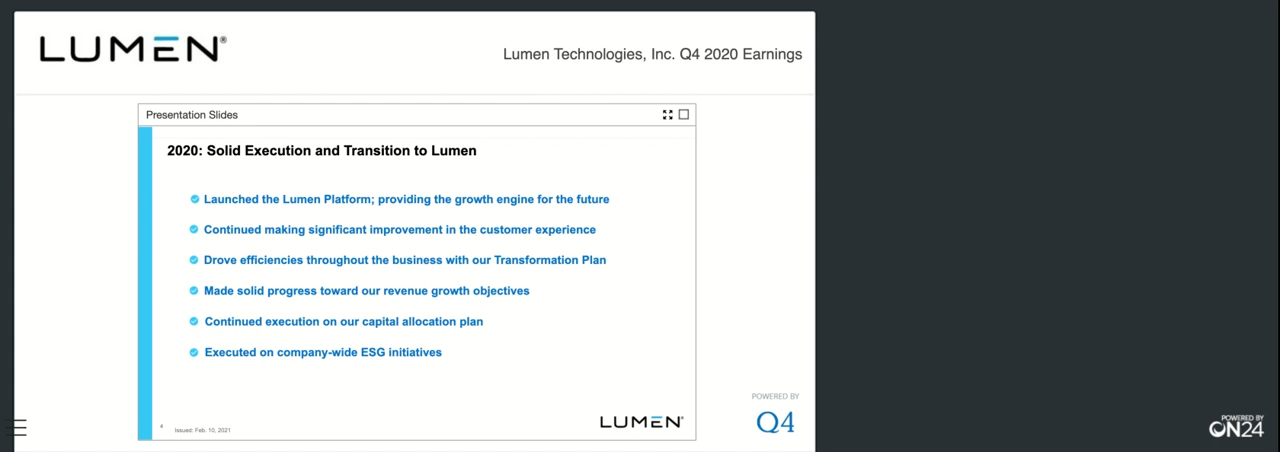 LUMEN®
Lumen Technologies, Inc. Q4 2020 Earnings
Presentation Slides
2020: Solid Execution and Transition to Lumen
Launched the Lumen Platform; providing the growth engine for the future
Continued making significant improvement in the customer experience
Drove efficiencies throughout the business with our Transformation Plan
Made solid progress toward our revenue growth objectives
Continued execution on our capital allocation plan
Executed on company-wide ESG initiatives
4
Issued: Feb. 10, 2021
LUMEN®
POWERED BY
Q4
POWERED BY
ON24